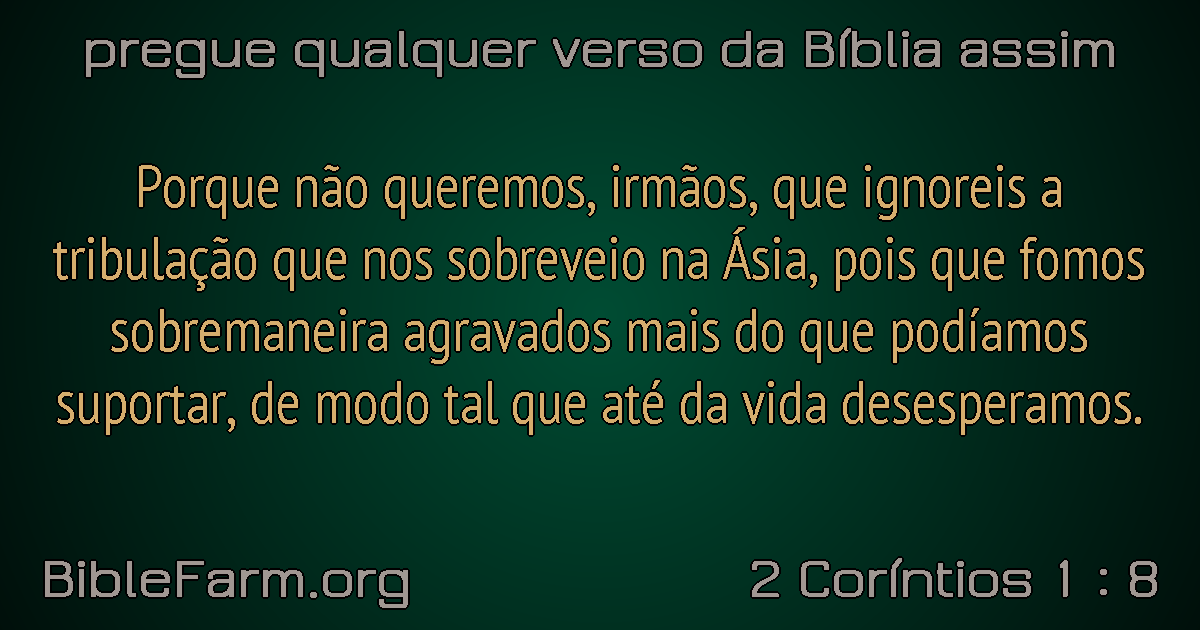 pregue qualquer verso da Bíblia assim
Porque não queremos, irmãos, que ignoreis a
tribulação que nos sobreveio na Ásia, pois que fomos
sobremaneira agravados mais do que podíamos
suportar, de modo tal que até da vida desesperamos.
BibleFarm.org
2 Coríntios 1 : 8